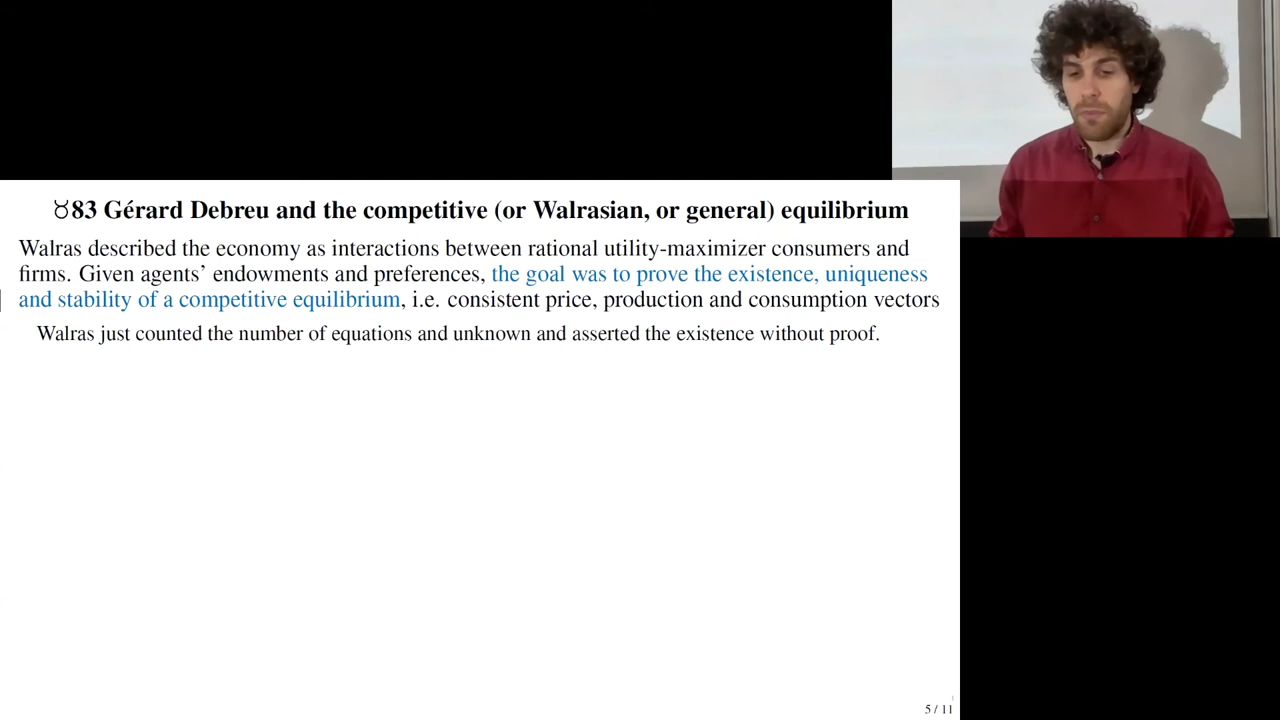 ♉83 Gérard Debreu and the competitive (or Walrasian, or general) equilibrium
Walras described the economy as interactions between rational utility-maximizer consumers and
firms. Given agents’ endowments and preferences, the goal was to prove the existence, uniqueness
and stability of a competitive equilibrium, i.e. consistent price, production and consumption vectors
Walras just counted the number of equations and unknown and asserted the existence without proof.
5 / 11